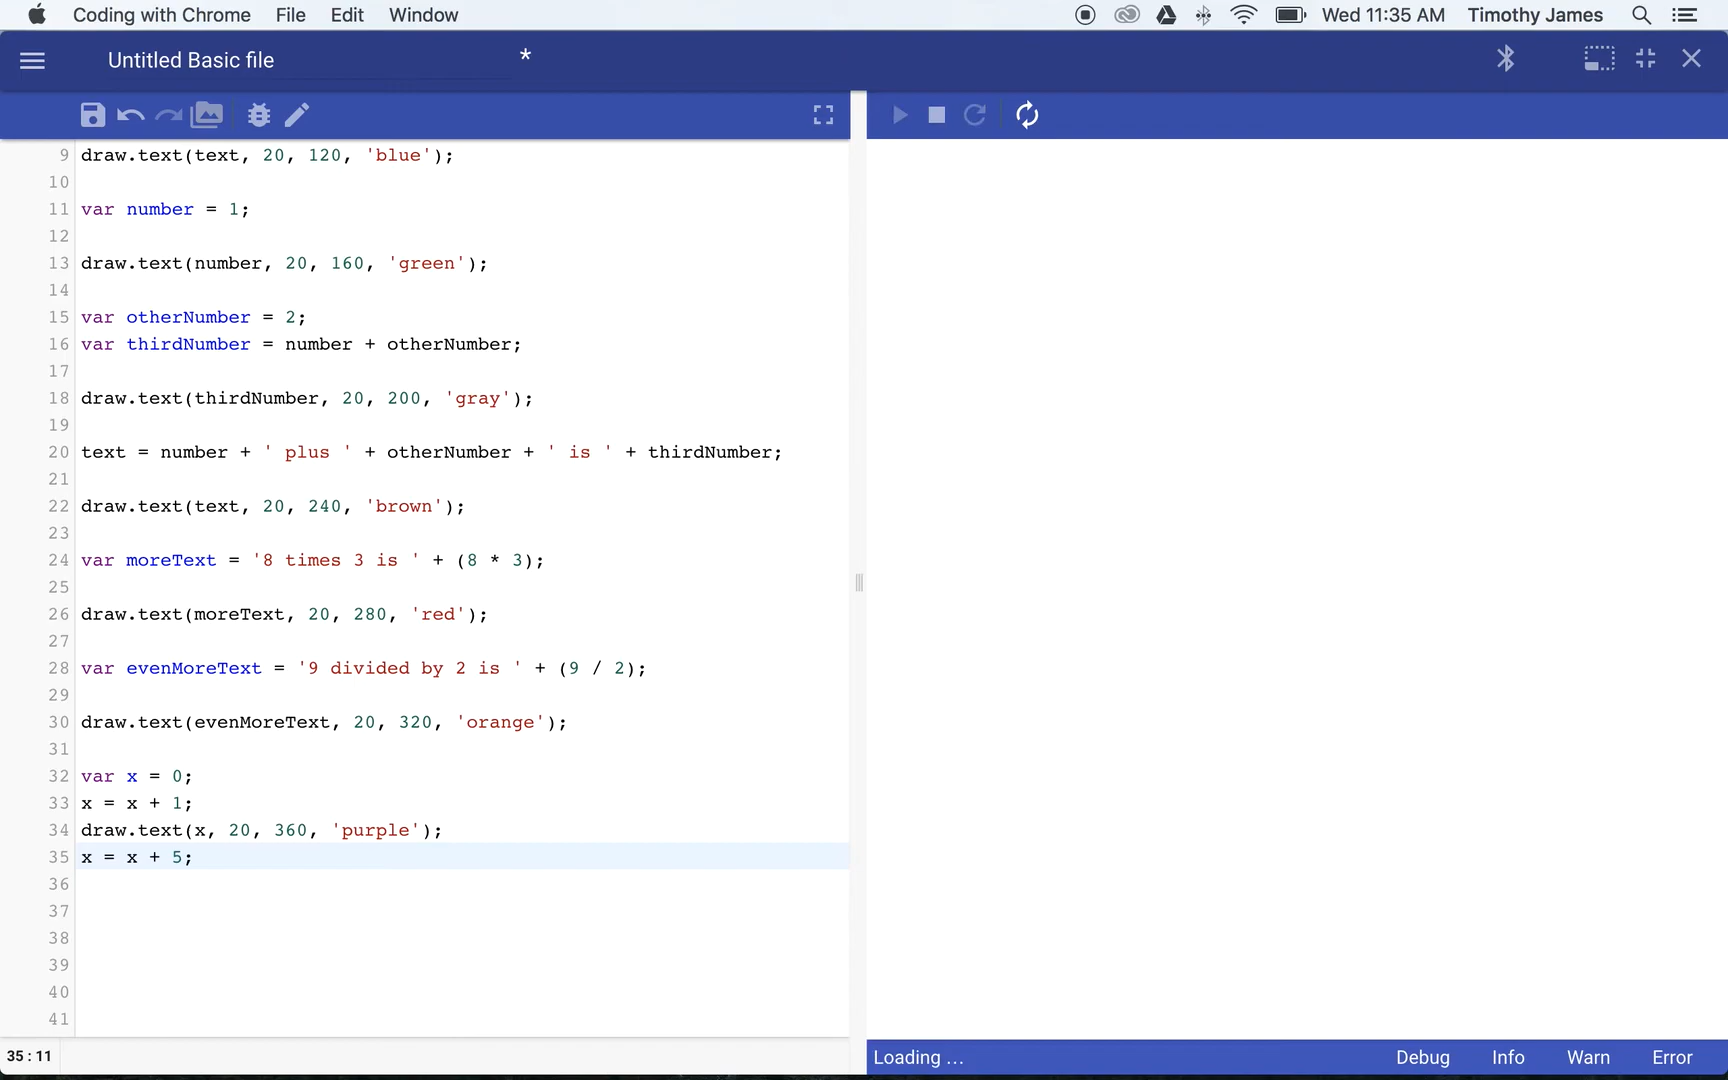 Coding with Chrome File Edit Window Wed 11:35 AM Timothy James
Untitled Basic file *
9 draw.text(text, 20, 120, 'blue');
10
11 var number = 1;
12
13 draw.text(number, 20, 160, 'green');
14
15 var otherNumber = 2;
16 var thirdNumber = number + otherNumber;
17
18 draw.text(thirdNumber, 20, 200, 'gray');
19
20 text = number + ' plus ' + otherNumber + ' is ' + thirdNumber;
21
22 draw.text(text, 20, 240, 'brown');
23
24 var moreText = '8 times 3 is ' + (8 * 3);
25
26 draw.text(moreText, 20, 280, 'red');
27
28 var evenMoreText = '9 divided by 2 is ' + (9 / 2);
29
30 draw.text(evenMoreText, 20, 320, 'orange');
31
32 var x = 0;
33 x = x + 1;
34 draw.text(x, 20, 360, 'purple');
35 x = x + 5;
36
37
38
39
40
41
35 : 11
Loading ... Debug Info Warn Error